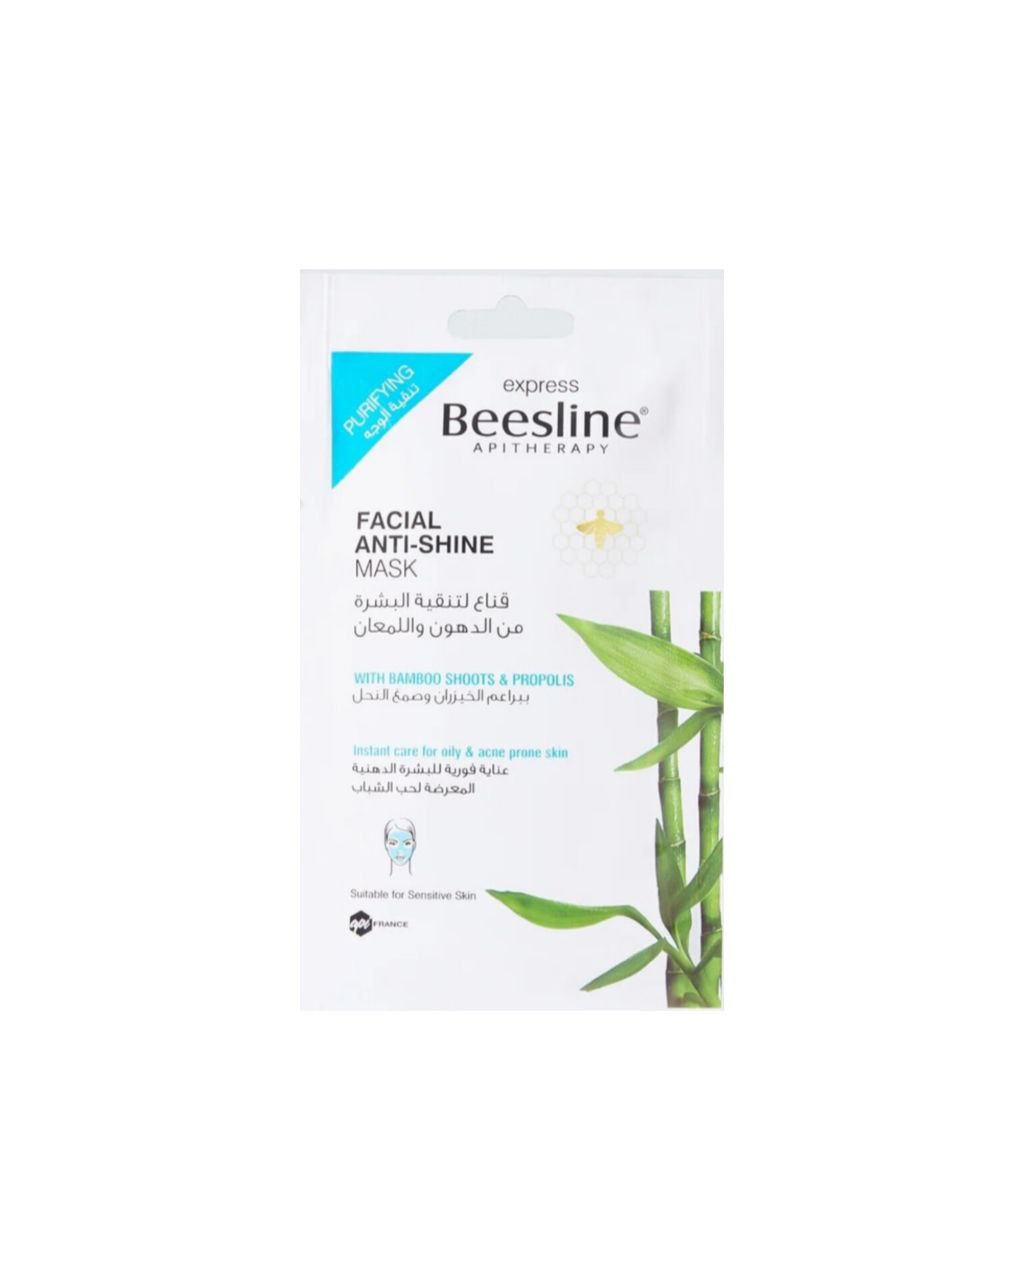 PURIFYING
تنقية الوجه
express
Beesline®
APITHERAPY
FACIAL
ANTI-SHINE
MASK
قناع لتنقية البشرة
من الدهون واللمعان
WITH BAMBOO SHOOTS & PROPOLIS
ببراعم الخيزران وصمغ النحل
Instant care for oily & acne prone skin
عناية فورية للبشرة الدهنية
المعرضة لحب الشباب
Suitable for Sensitive Skin
FRANCE